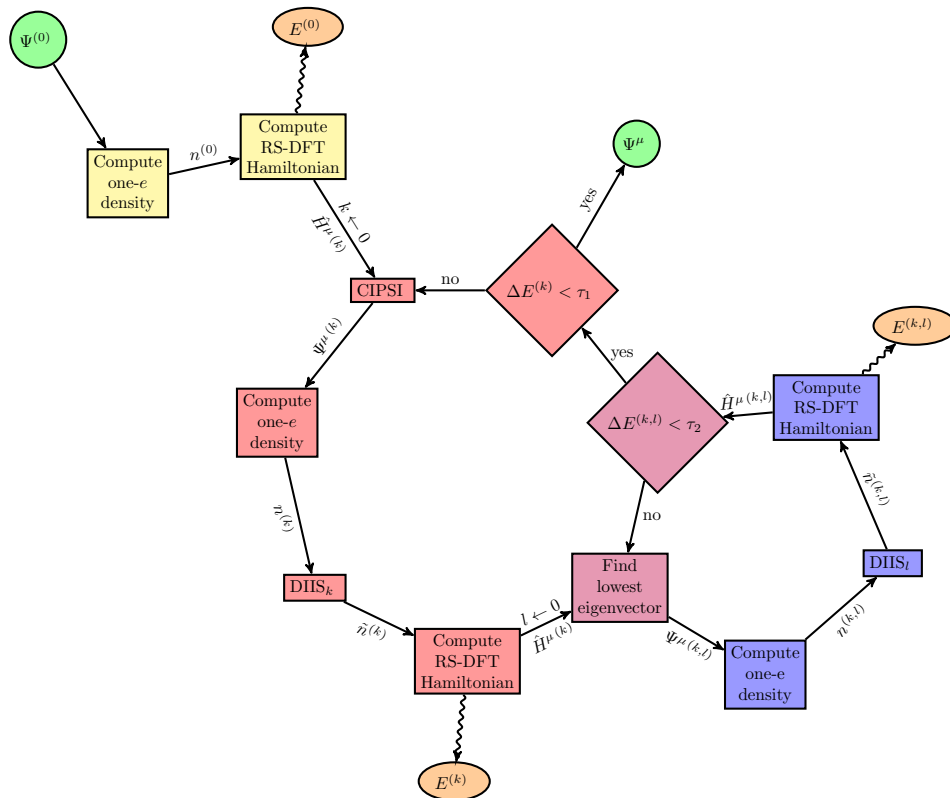 Ψ^(0)
E^(0)
Compute
one-e
density
n^(0)
Compute
RS-DFT
Hamiltonian
k ← 0
Ĥ^μ (k)
CIPSI
no
ΔE^(k) < τ₁
yes
Ψ^μ
Ψ^μ (k)
Compute
one-e
density
n^(k)
DIIS_k
ñ^(k)
Compute
RS-DFT
Hamiltonian
E^(k)
l ← 0
Ĥ^μ (k)
Find
lowest
eigenvector
Ψ^μ (k,l)
Compute
one-e
density
n^(k,l)
DIIS_l
ñ^(k,l)
Compute
RS-DFT
Hamiltonian
E^(k,l)
Ĥ^μ (k,l)
ΔE^(k,l) < τ₂
yes
no